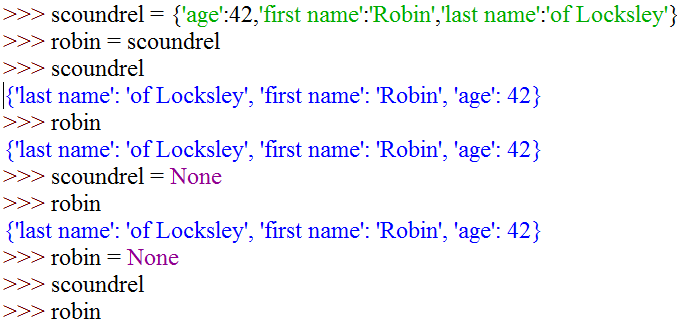 >>> scoundrel = {'age':42,'first name':'Robin','last name':'of Locksley'}
>>> robin = scoundrel
>>> scoundrel
{'last name': 'of Locksley', 'first name': 'Robin', 'age': 42}
>>> robin
{'last name': 'of Locksley', 'first name': 'Robin', 'age': 42}
>>> scoundrel = None
>>> robin
{'last name': 'of Locksley', 'first name': 'Robin', 'age': 42}
>>> robin = None
>>> scoundrel
>>> robin